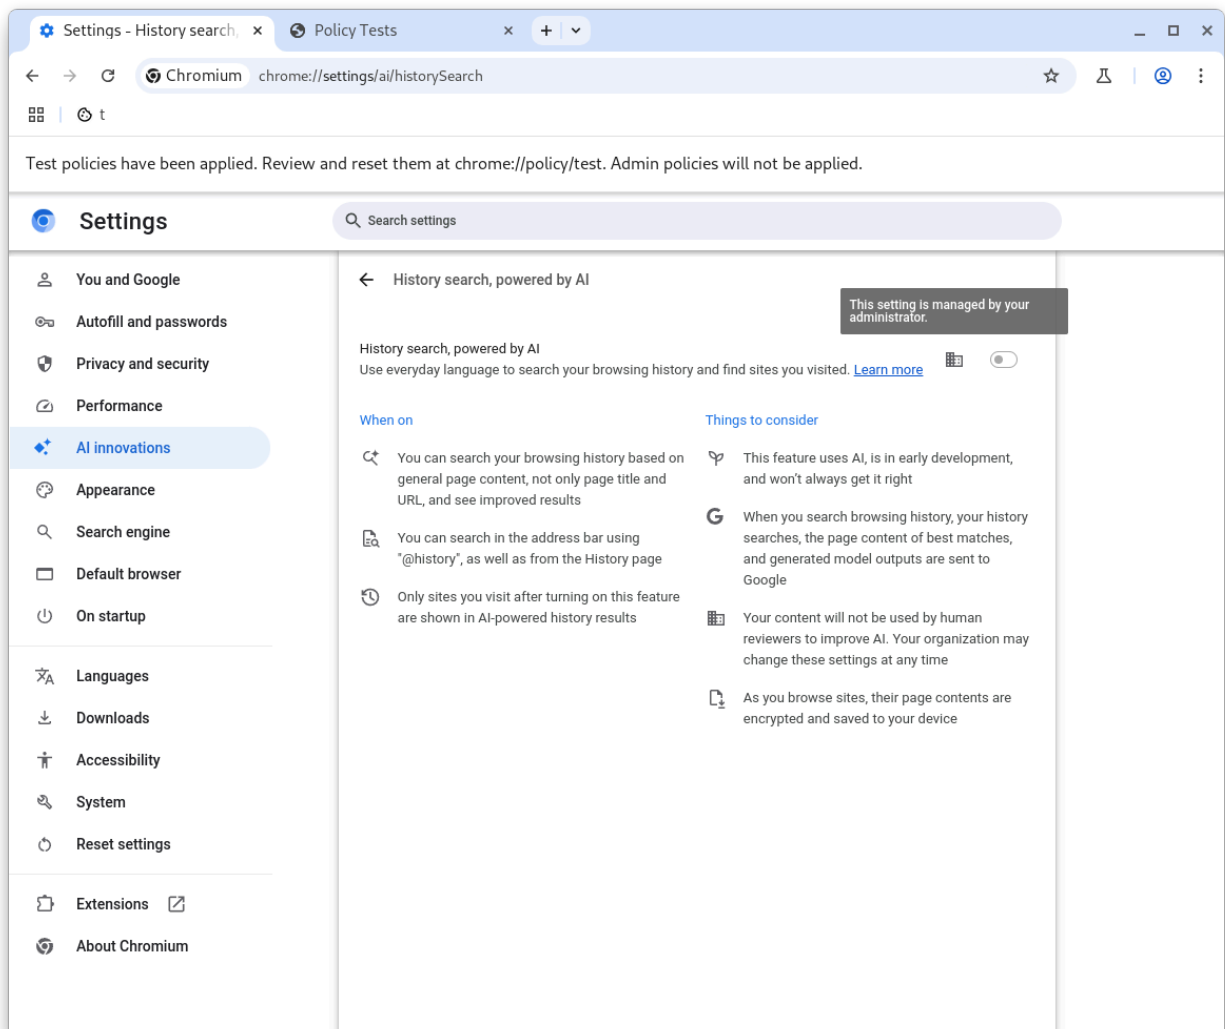 Settings - History search,
Policy Tests
Chromium
chrome://settings/ai/historySearch
t
Test policies have been applied. Review and reset them at chrome://policy/test. Admin policies will not be applied.
Settings
Search settings
You and Google
Autofill and passwords
Privacy and security
Performance
AI innovations
Appearance
Search engine
Default browser
On startup
Languages
Downloads
Accessibility
System
Reset settings
Extensions
About Chromium
History search, powered by AI
This setting is managed by your
administrator.
History search, powered by AI
Use everyday language to search your browsing history and find sites you visited. Learn more
When on
You can search your browsing history based on
general page content, not only page title and
URL, and see improved results
You can search in the address bar using
"@history", as well as from the History page
Only sites you visit after turning on this feature
are shown in AI-powered history results
Things to consider
This feature uses AI, is in early development,
and won't always get it right
When you search browsing history, your history
searches, the page content of best matches,
and generated model outputs are sent to
Google
Your content will not be used by human
reviewers to improve AI. Your organization may
change these settings at any time
As you browse sites, their page contents are
encrypted and saved to your device